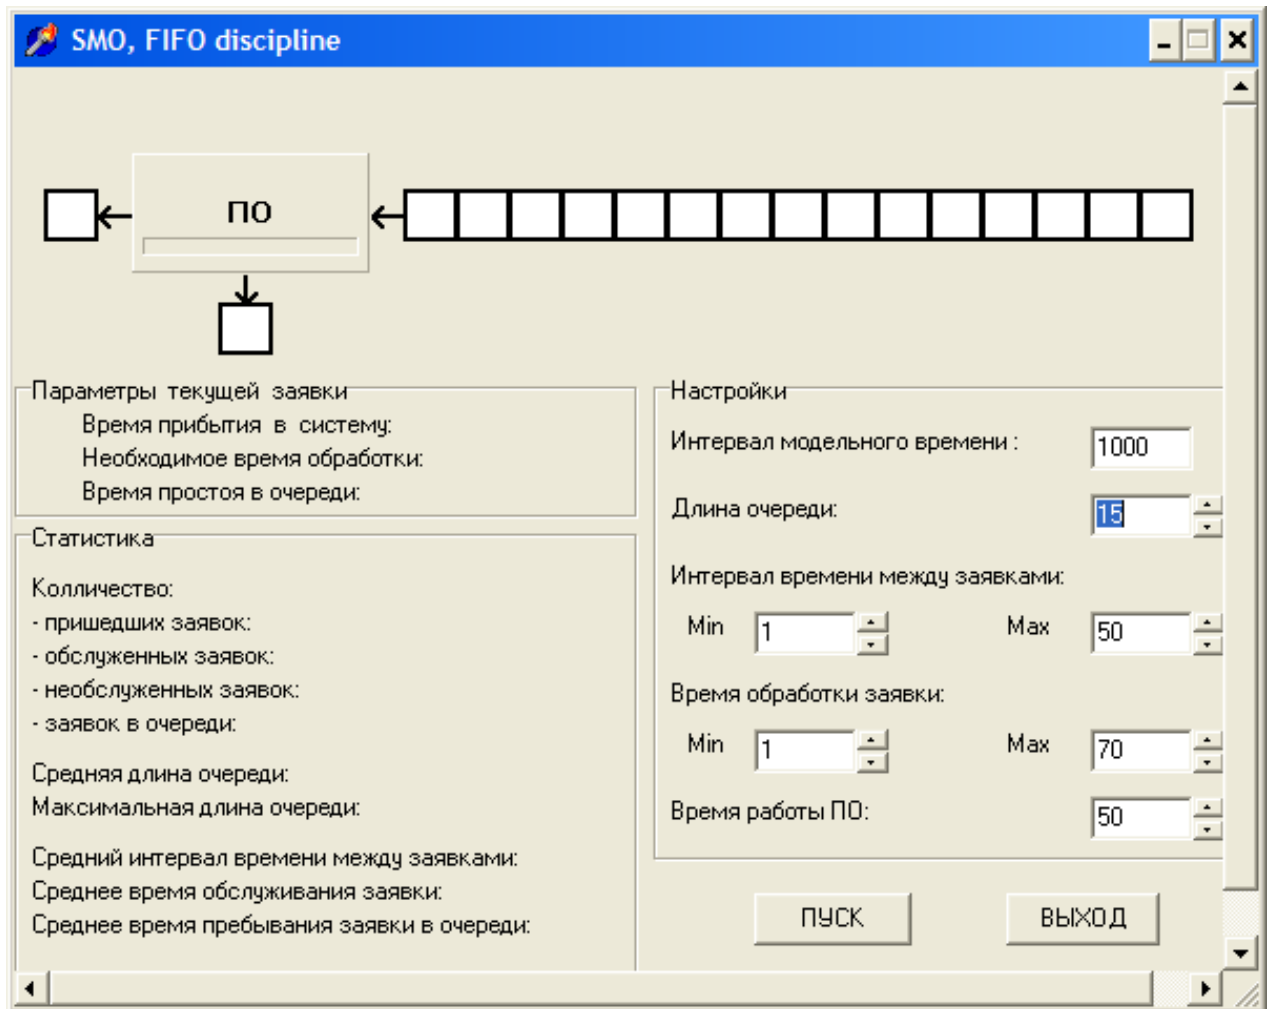 SMO, FIFO discipline
ПО
Параметры текущей заявки
Время прибытия в систему:
Необходимое время обработки:
Время простоя в очереди:
Статистика
Колличество:
- пришедших заявок:
- обслуженных заявок:
- необслуженных заявок:
- заявок в очереди:
Средняя длина очереди:
Максимальная длина очереди:
Средний интервал времени между заявками:
Среднее время обслуживания заявки:
Среднее время пребывания заявки в очереди:
Настройки
Интервал модельного времени : 1000
Длина очереди: 15
Интервал времени между заявками:
Min 1 Max 50
Время обработки заявки:
Min 1 Max 70
Время работы ПО: 50
ПУСК ВЫХОД